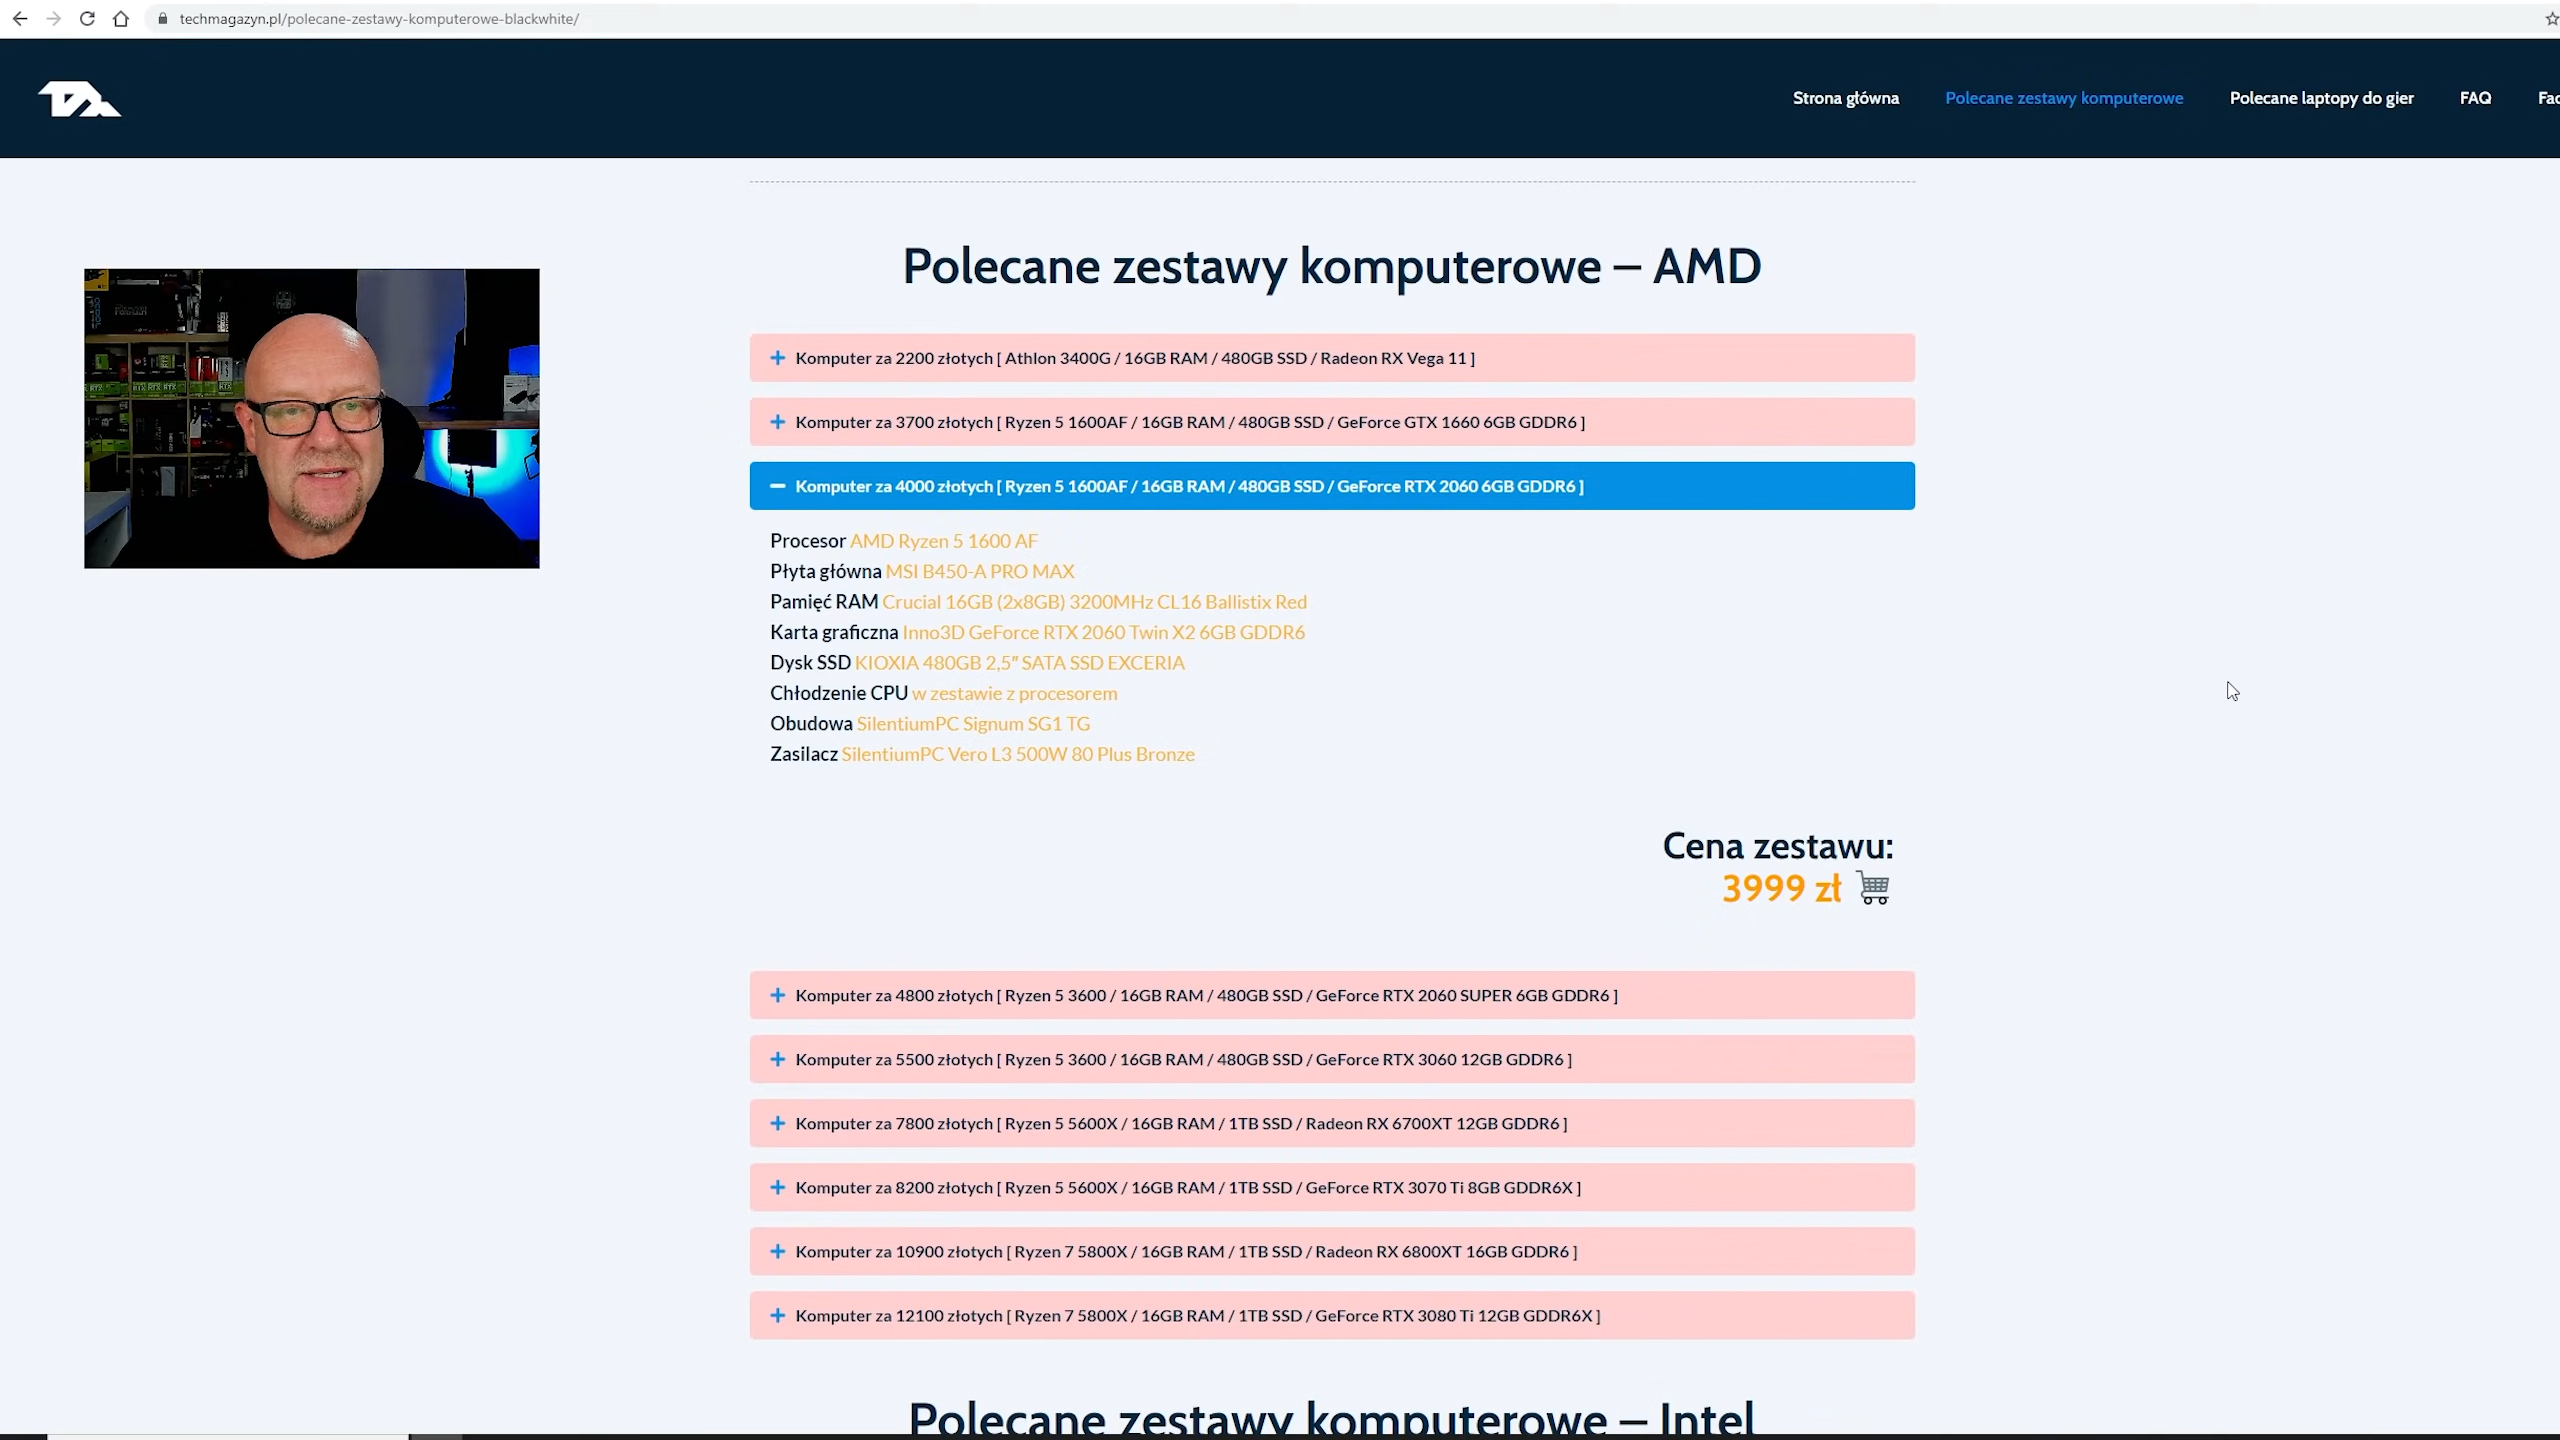 techmagazyn.pl/polecane-zestawy-komputerowe-blackwhite/
Strona główna
Polecane zestawy komputerowe
Polecane laptopy do gier
FAQ
Polecane zestawy komputerowe – AMD
Komputer za 2200 złotych [ Athlon 3400G / 16GB RAM / 480GB SSD / Radeon RX Vega 11 ]
Komputer za 3700 złotych [ Ryzen 5 1600AF / 16GB RAM / 480GB SSD / GeForce GTX 1660 6GB GDDR6 ]
Komputer za 4000 złotych [ Ryzen 5 1600AF / 16GB RAM / 480GB SSD / GeForce RTX 2060 6GB GDDR6 ]
Procesor AMD Ryzen 5 1600 AF
Płyta główna MSI B450-A PRO MAX
Pamięć RAM Crucial 16GB (2x8GB) 3200MHz CL16 Ballistix Red
Karta graficzna Inno3D GeForce RTX 2060 Twin X2 6GB GDDR6
Dysk SSD KIOXIA 480GB 2,5″ SATA SSD EXCERIA
Chłodzenie CPU w zestawie z procesorem
Obudowa SilentiumPC Signum SG1 TG
Zasilacz SilentiumPC Vero L3 500W 80 Plus Bronze
Cena zestawu:
3999 zł
Komputer za 4800 złotych [ Ryzen 5 3600 / 16GB RAM / 480GB SSD / GeForce RTX 2060 SUPER 6GB GDDR6 ]
Komputer za 5500 złotych [ Ryzen 5 3600 / 16GB RAM / 480GB SSD / GeForce RTX 3060 12GB GDDR6 ]
Komputer za 7800 złotych [ Ryzen 5 5600X / 16GB RAM / 1TB SSD / Radeon RX 6700XT 12GB GDDR6 ]
Komputer za 8200 złotych [ Ryzen 5 5600X / 16GB RAM / 1TB SSD / GeForce RTX 3070 Ti 8GB GDDR6X ]
Komputer za 10900 złotych [ Ryzen 7 5800X / 16GB RAM / 1TB SSD / Radeon RX 6800XT 16GB GDDR6 ]
Komputer za 12100 złotych [ Ryzen 7 5800X / 16GB RAM / 1TB SSD / GeForce RTX 3080 Ti 12GB GDDR6X ]
Polecane zestawy komputerowe – Intel